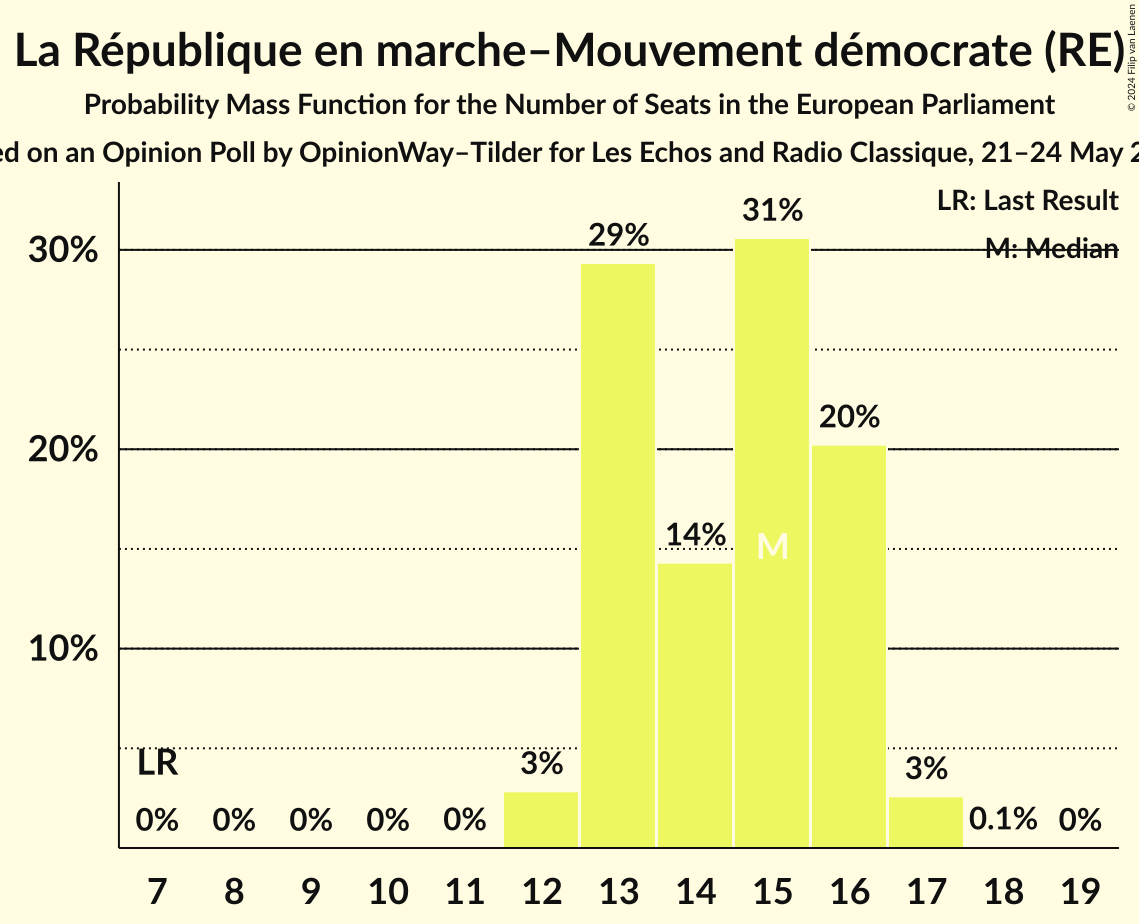 La République en marche–Mouvement démocrate (RE)
© 2024 Filip van Laenen
Probability Mass Function for the Number of Seats in the European Parliament
on an Opinion Poll by OpinionWay–Tilder for Les Echos and Radio Classique, 21–24 May
LR: Last Result
M: Median
30%
20%
10%
29%
31%
20%
14%
M
LR
3%
3%
0% 0% 0% 0% 0% 0.1% 0%
7 8 9 10 11 12 13 14 15 16 17 18 19